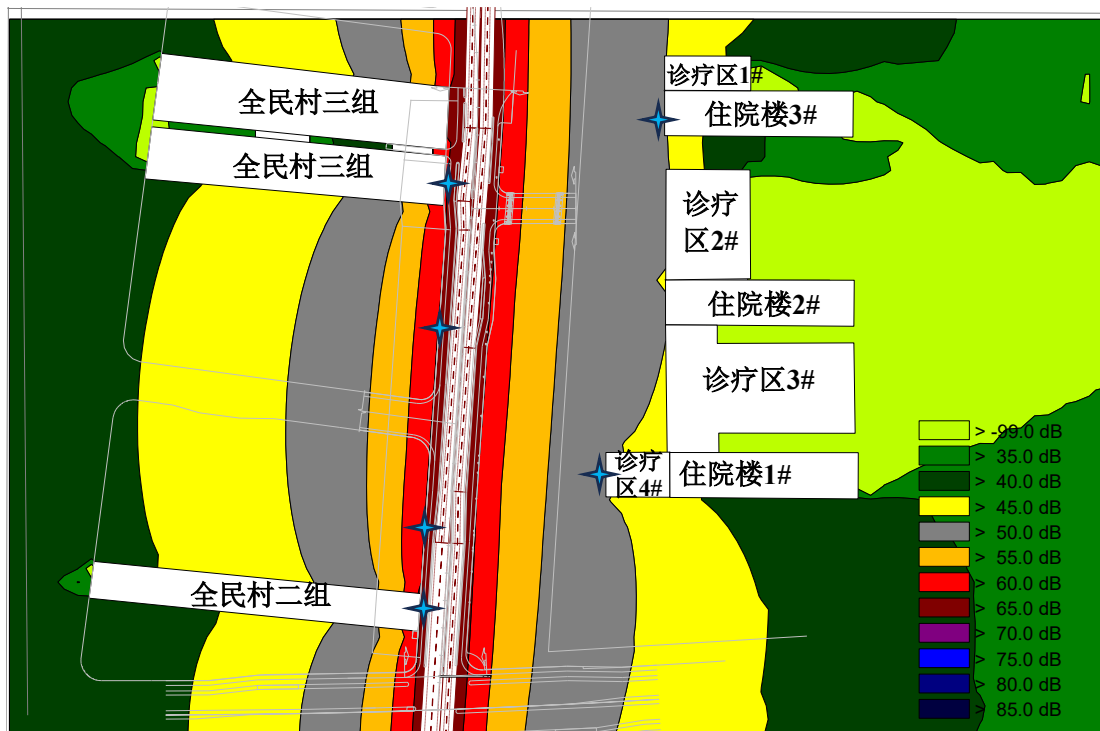 诊疗区1#
全民村三组
住院楼3#
全民村三组
诊疗
区2#
住院楼2#
诊疗区3#
诊疗
区4#
住院楼1#
全民村二组
> -99.0 dB
> 35.0 dB
> 40.0 dB
> 45.0 dB
> 50.0 dB
> 55.0 dB
> 60.0 dB
> 65.0 dB
> 70.0 dB
> 75.0 dB
> 80.0 dB
> 85.0 dB